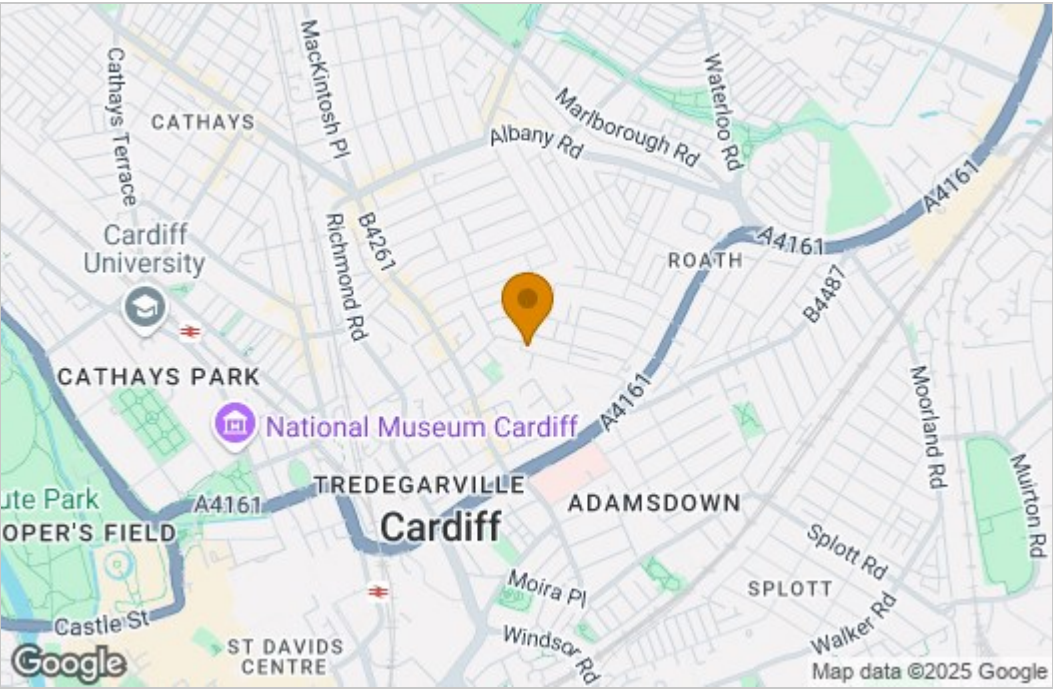 Cathays Terrace
MacKintosh Pl
CATHAYS
Marlborough Rd
Waterloo Rd
Albany Rd
A4161
Cardiff
University
Richmond Rd
B4261
A4161
ROATH
B4487
CATHAYS PARK
National Museum Cardiff
A4161
Moorland Rd
TREDEGARVILLE
ute Park
A4161
OPER'S FIELD
Cardiff
ADAMSDOWN
Muirton Rd
Splott Rd
Moira Pl
SPLOTT
Castle St
Walker Rd
ST DAVIDS
CENTRE
Windsor Rd
Google
Map data ©2025 Google